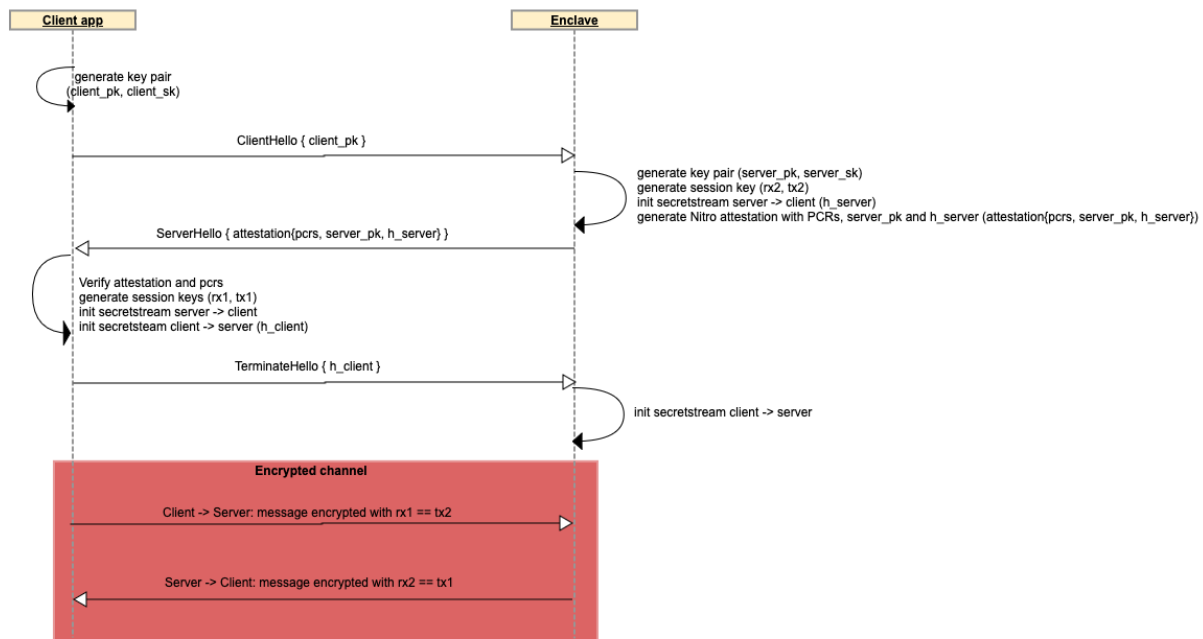 Client app
Enclave
generate key pair
(client_pk, client_sk)
ClientHello { client_pk }
generate key pair (server_pk, server_sk)
generate session key (rx2, tx2)
init secretstream server -> client (h_server)
generate Nitro attestation with PCRs, server_pk and h_server (attestation{pcrs, server_pk, h_server})
ServerHello { attestation{pcrs, server_pk, h_server} }
Verify attestation and pcrs
generate session keys (rx1, tx1)
init secretstream server -> client
init secretsteam client -> server (h_client)
TerminateHello { h_client }
init secretstream client -> server
Encrypted channel
Client -> Server: message encrypted with rx1 == tx2
Server -> Client: message encrypted with rx2 == tx1